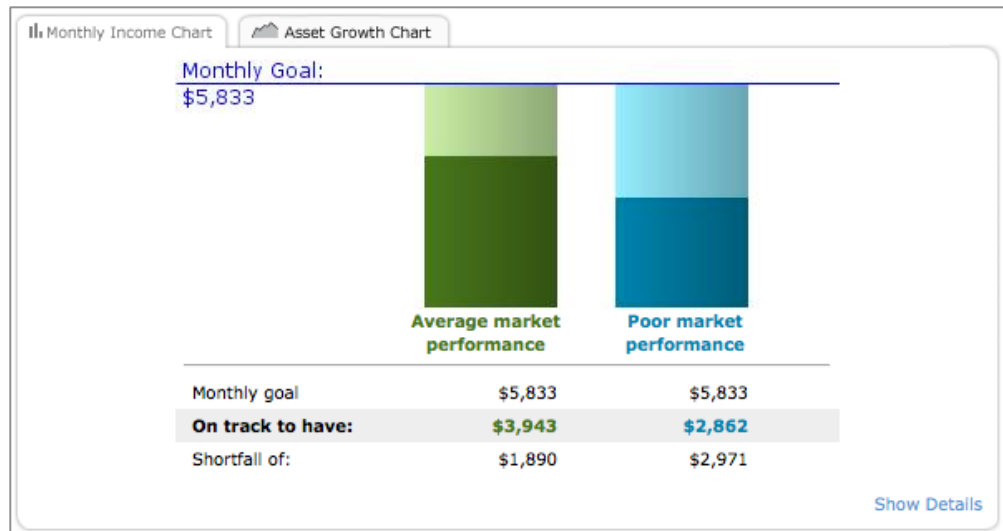 Monthly Income Chart Asset Growth Chart
Monthly Goal:
$5,833
Average market Poor market
performance performance
Monthly goal $5,833 $5,833
On track to have: $3,943 $2,862
Shortfall of: $1,890 $2,971
Show Details